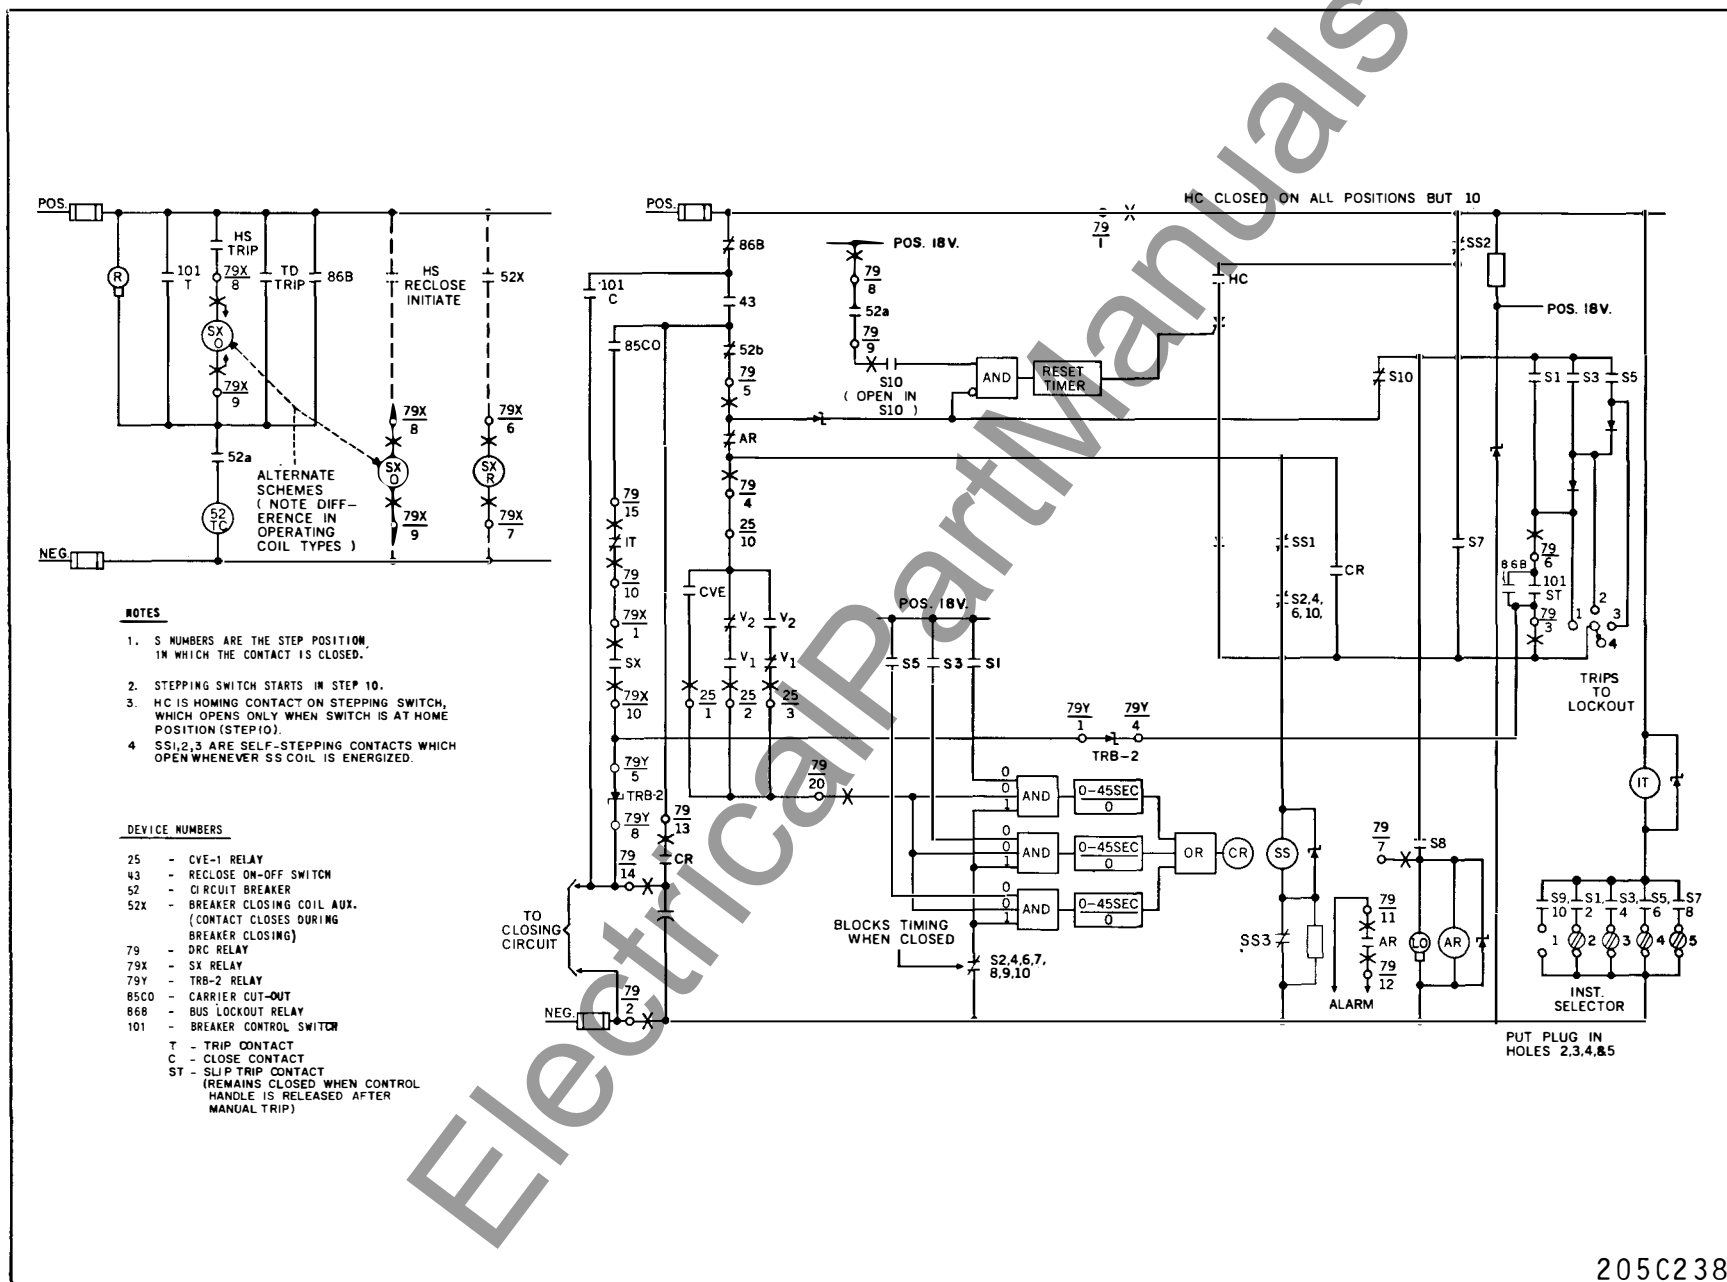 POS.
HS
TRIP
R
101
T
79X
8
TD
TRIP
86B
HS
RECLOSE
INITIATE
52X
SX
O
79X
9
79X
8
79X
6
52a
SX
O
SX
R
ALTERNATE
SCHEMES
( NOTE DIFF-
ERENCE IN
OPERATING
COIL TYPES )
52
TC
79X
9
79X
7
NEG.
NOTES
1. S NUMBERS ARE THE STEP POSITION
IN WHICH THE CONTACT IS CLOSED.
2. STEPPING SWITCH STARTS IN STEP 10.
3. HC IS HOMING CONTACT ON STEPPING SWITCH,
WHICH OPENS ONLY WHEN SWITCH IS AT HOME
POSITION (STEP 10).
4 SS1,2,3 ARE SELF-STEPPING CONTACTS WHICH
OPEN WHENEVER SS COIL IS ENERGIZED.
DEVICE NUMBERS
25 - CVE-1 RELAY
43 - RECLOSE ON-OFF SWITCH
52 - CIRCUIT BREAKER
52X - BREAKER CLOSING COIL AUX.
(CONTACT CLOSES DURING
BREAKER CLOSING)
79 - DRC RELAY
79X - SX RELAY
79Y - TRB-2 RELAY
85CO - CARRIER CUT-OUT
86B - BUS LOCKOUT RELAY
101 - BREAKER CONTROL SWITCH
T - TRIP CONTACT
C - CLOSE CONTACT
ST - SLIP TRIP CONTACT
(REMAINS CLOSED WHEN CONTROL
HANDLE IS RELEASED AFTER
MANUAL TRIP)
POS.
86B
101
C
43
85CO
52b
79
5
AR
79
4
25
10
79
15
IT
79
10
79X
1
SX
79X
10
CVE
V2
V2
V1
V1
25
1
25
2
25
3
79
20
79Y
5
TRB-2
79Y
8
79
13
CR
79
14
TO
CLOSING
CIRCUIT
NEG.
79
2
POS. 18V.
79
8
52a
79
9
S10
( OPEN IN
S10 )
AND
RESET
TIMER
79
1
HC CLOSED ON ALL POSITIONS BUT 10
HC
SS2
POS. 18V.
S10
S1
S3
S5
SS1
S2,4,
6,10,
CR
S7
86B
79
6
101
ST
79
3
1
2
3
4
TRIPS
TO
LOCKOUT
POS. 18V.
S5
S3
S1
79Y
1
79Y
4
TRB-2
0
0
1
AND
0-45SEC
0
0
0
1
AND
0-45SEC
0
0
0
1
AND
0-45SEC
0
OR
CR
BLOCKS TIMING
WHEN CLOSED
S2,4,6,7,
8,9,10
SS
SS3
79
7
S8
79
11
AR
79
12
ALARM
LO
AR
IT
S9,
10
S1,
2
S3,
4
S5,
6
S7
8
1
2
3
4
5
INST.
SELECTOR
PUT PLUG IN
HOLES 2,3,4,&5
205C238
ElectricalPartManuals